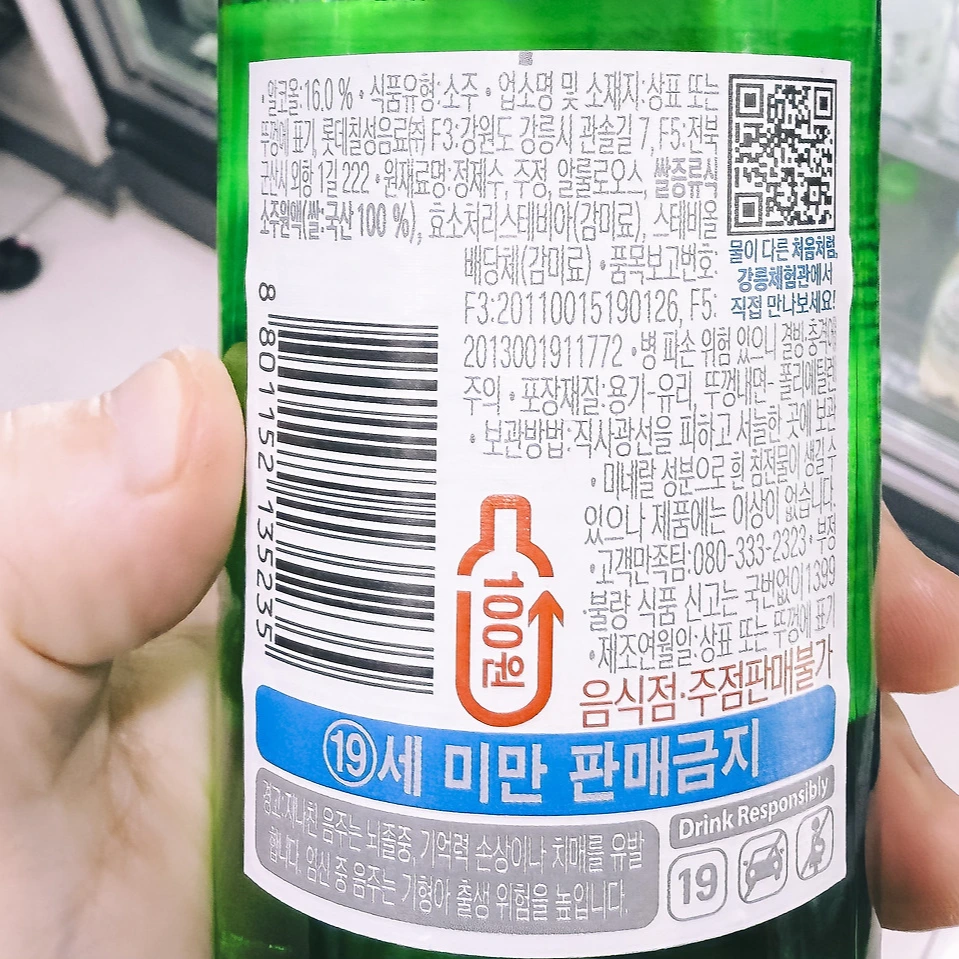 •알코올:16.0 % • 식품유형:소주 • 업소명 및 소재지:상표 또는
뚜껑에 표기, 롯데칠성음료㈜ F3:강원도 강릉시 관솔길 7, F5:전북
군산시 외항 1길 222 • 원재료명:정제수, 주정, 알룰로오스, 쌀증류식
소주원액(쌀:국산 100 %), 효소처리스테비아(감미료), 스테비올
배당체(감미료) • 품목보고번호:
F3:20110015190126, F5:
2013001911772 • 병 파손 위험 있으니 결빙·충격에
주의 • 포장재질:용기-유리, 뚜껑내면- 폴리에틸렌
• 보관방법:직사광선을 피하고 서늘한 곳에 보관
• 미네랄 성분으로 흰 침전물이 생길수
있으나 제품에는 이상이 없습니다.
•고객만족팀:080-333-2323 • 부정
·불량 식품 신고는 국번없이1399
•제조연월일:상표 또는 뚜껑에 표기
음식점·주점판매불가
물이 다른 처음처럼,
강릉체험관에서
직접 만나보세요!
8 801152 135235
100원
19세 미만 판매금지
경고:지나친 음주는 뇌졸중, 기억력 손상이나 치매를 유발
합니다. 임신 중 음주는 기형아 출생 위험을 높입니다.
Drink Responsibly
19